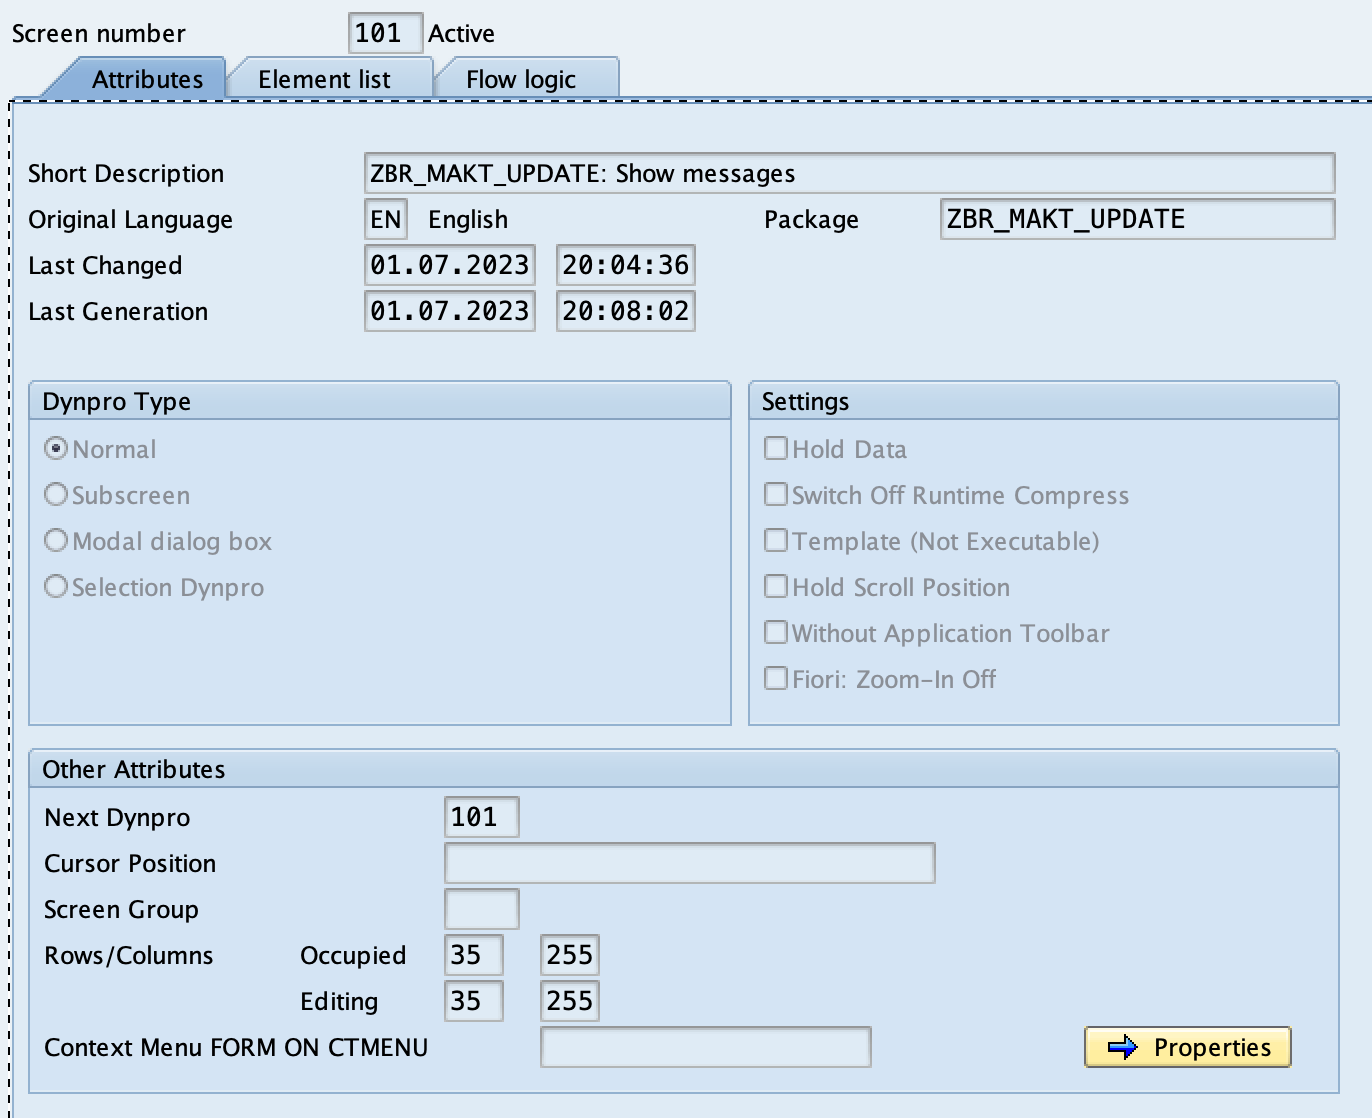 Screen number 101 Active
Attributes Element list Flow logic
Short Description ZBR_MAKT_UPDATE: Show messages
Original Language EN English Package ZBR_MAKT_UPDATE
Last Changed 01.07.2023 20:04:36
Last Generation 01.07.2023 20:08:02
Dynpro Type
Normal
Subscreen
Modal dialog box
Selection Dynpro
Settings
Hold Data
Switch Off Runtime Compress
Template (Not Executable)
Hold Scroll Position
Without Application Toolbar
Fiori: Zoom-In Off
Other Attributes
Next Dynpro 101
Cursor Position
Screen Group
Rows/Columns Occupied 35 255
Editing 35 255
Context Menu FORM ON CTMENU Properties